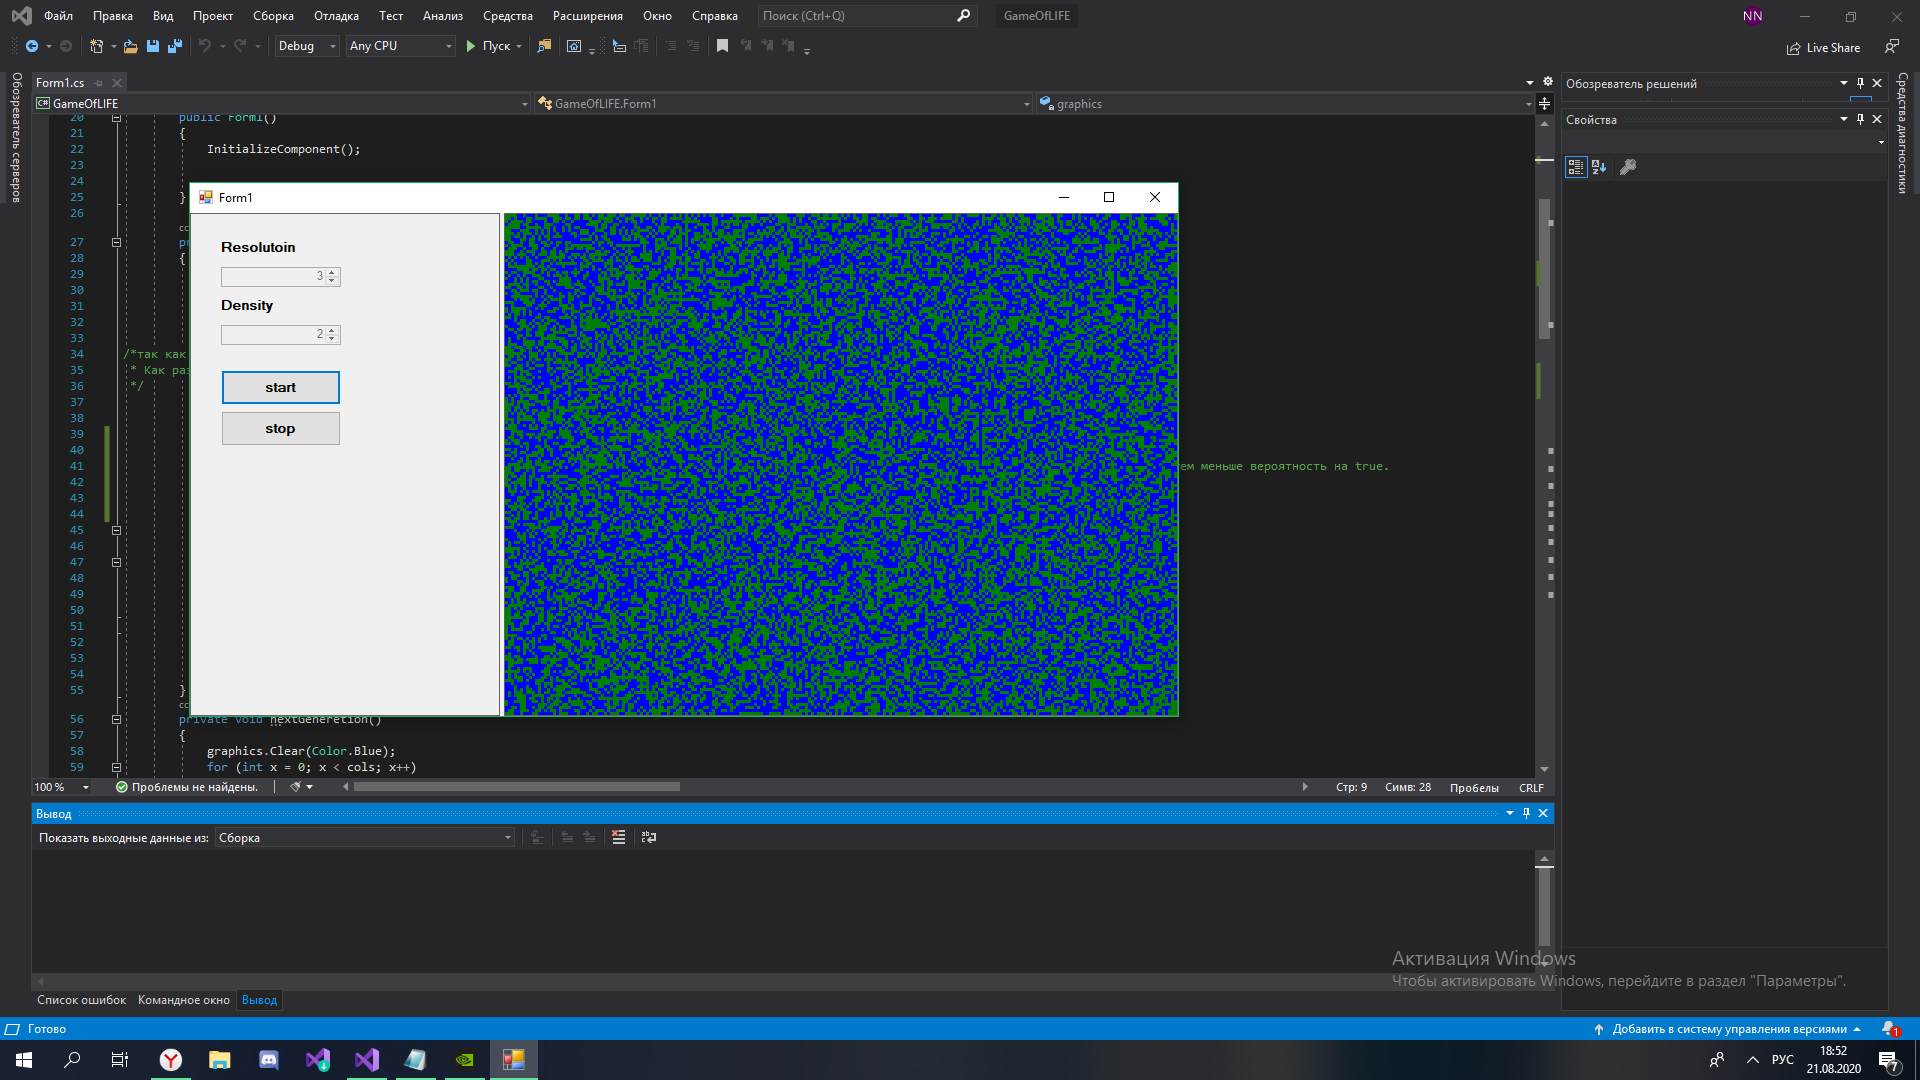 Файл Правка Вид Проект Сборка Отладка Тест Анализ Средства Расширения Окно Справка Поиск (Ctrl+Q) GameOfLIFE NN
Debug Any CPU Пуск Live Share
Обозреватель серверов
Form1.cs
GameOfLIFE GameOfLIFE.Form1 graphics
20 public Form1()
21 {
22 InitializeComponent();
23
24
25 }
26
27
28 {
29
30
31
32
33
34 /*так как
35 * Как
36 */
37
38
39
40
41 меньше вероятность на true.
42
43
44
45
46
47
48
49
50
51
52
53
54
55 }
56 private void nextGeneretion()
57 {
58 graphics.Clear(Color.Blue);
59 for (int x = 0; x < cols; x++)
Form1
Resolutoin
3
Density
2
start
stop
100 % Проблемы не найдены. Стр: 9 Симв: 28 Пробелы CRLF
Вывод
Показать выходные данные из: Сборка
Список ошибок Командное окно Вывод
Обозреватель решений
Свойства
Средства диагностики
Активация Windows
Чтобы активировать Windows, перейдите в раздел "Параметры".
Готово Добавить в систему управления версиями 1
РУС 18:52
21.08.2020 7